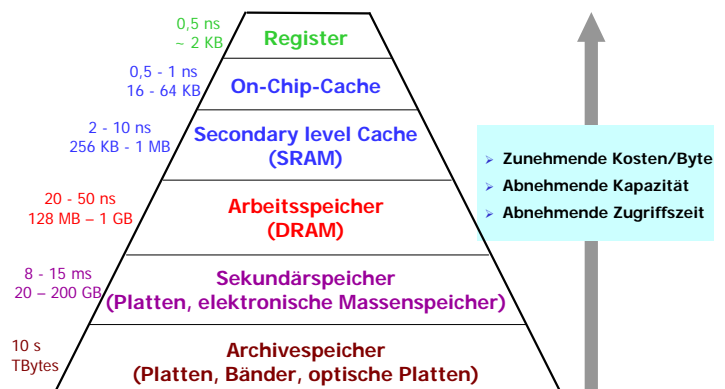 0,5 ns
~ 2 KB
Register
0,5 - 1 ns
16 - 64 KB
On-Chip-Cache
2 - 10 ns
256 KB - 1 MB
Secondary level Cache
(SRAM)
20 - 50 ns
128 MB – 1 GB
Arbeitsspeicher
(DRAM)
8 - 15 ms
20 – 200 GB
Sekundärspeicher
(Platten, elektronische Massenspeicher)
10 s
TBytes
Archivespeicher
(Platten, Bänder, optische Platten)
➢ Zunehmende Kosten/Byte
➢ Abnehmende Kapazität
➢ Abnehmende Zugriffszeit